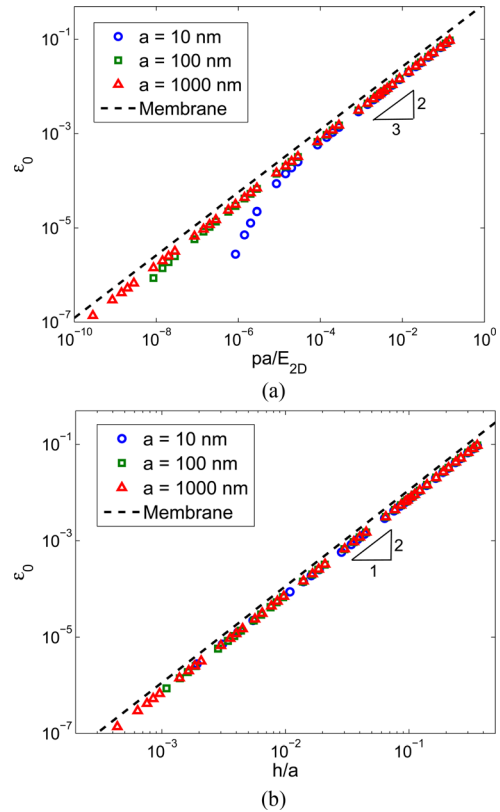 (a)
10⁻¹
10⁻³
10⁻⁵
10⁻⁷
ε₀
a = 10 nm
a = 100 nm
a = 1000 nm
Membrane
2
3
10⁻¹⁰
10⁻⁸
10⁻⁶
10⁻⁴
10⁻²
10⁰
pa/E₂D
(a)
10⁻¹
10⁻³
10⁻⁵
10⁻⁷
ε₀
a = 10 nm
a = 100 nm
a = 1000 nm
Membrane
2
1
10⁻³
10⁻²
10⁻¹
h/a
(b)